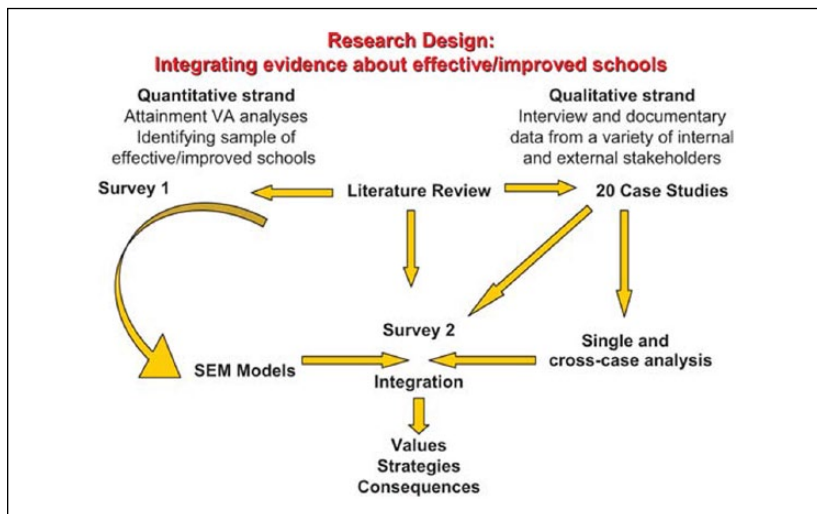 Research Design:
Integrating evidence about effective/improved schools
Quantitative strand
Attainment VA analyses
Identifying sample of
effective/improved schools
Qualitative strand
Interview and documentary
data from a variety of internal
and external stakeholders
Survey 1
Literature Review
20 Case Studies
Survey 2
Single and
cross-case analysis
SEM Models
Integration
Values
Strategies
Consequences